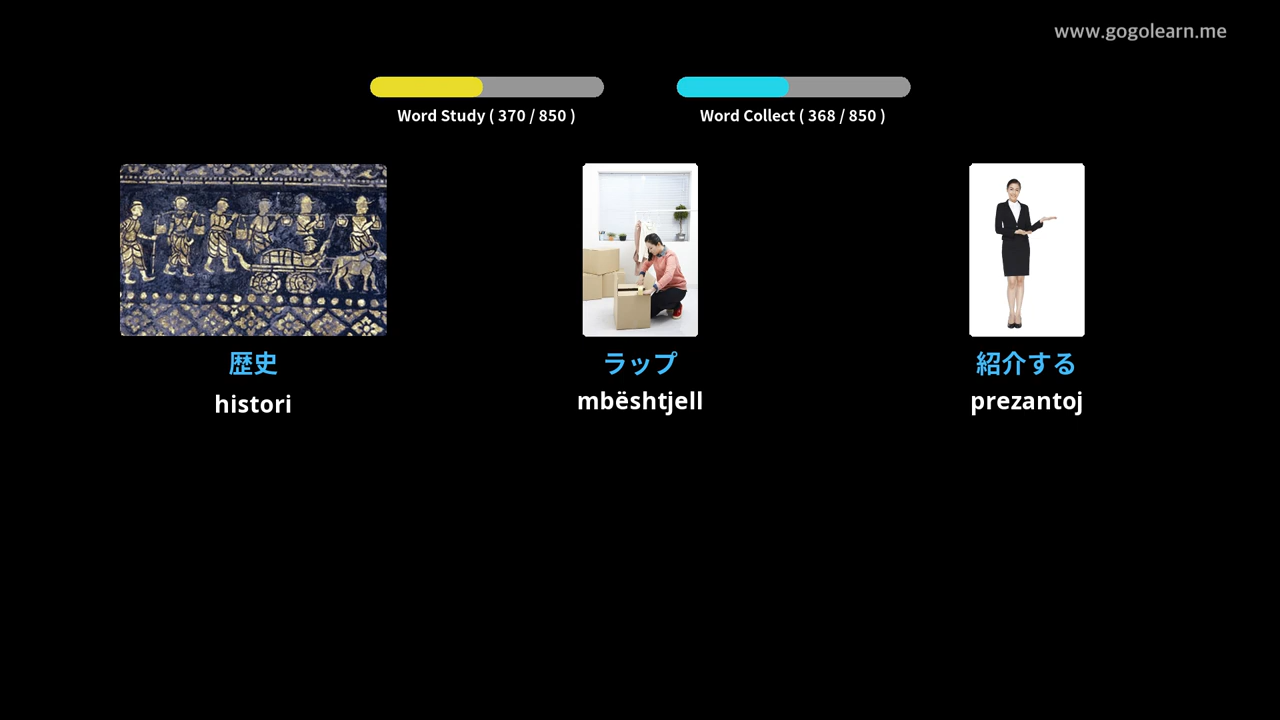 www.gogolearn.me
Word Study ( 370 / 850 )
Word Collect ( 368 / 850 )
歴史
ラップ
紹介する
histori
mbështjell
prezantoj